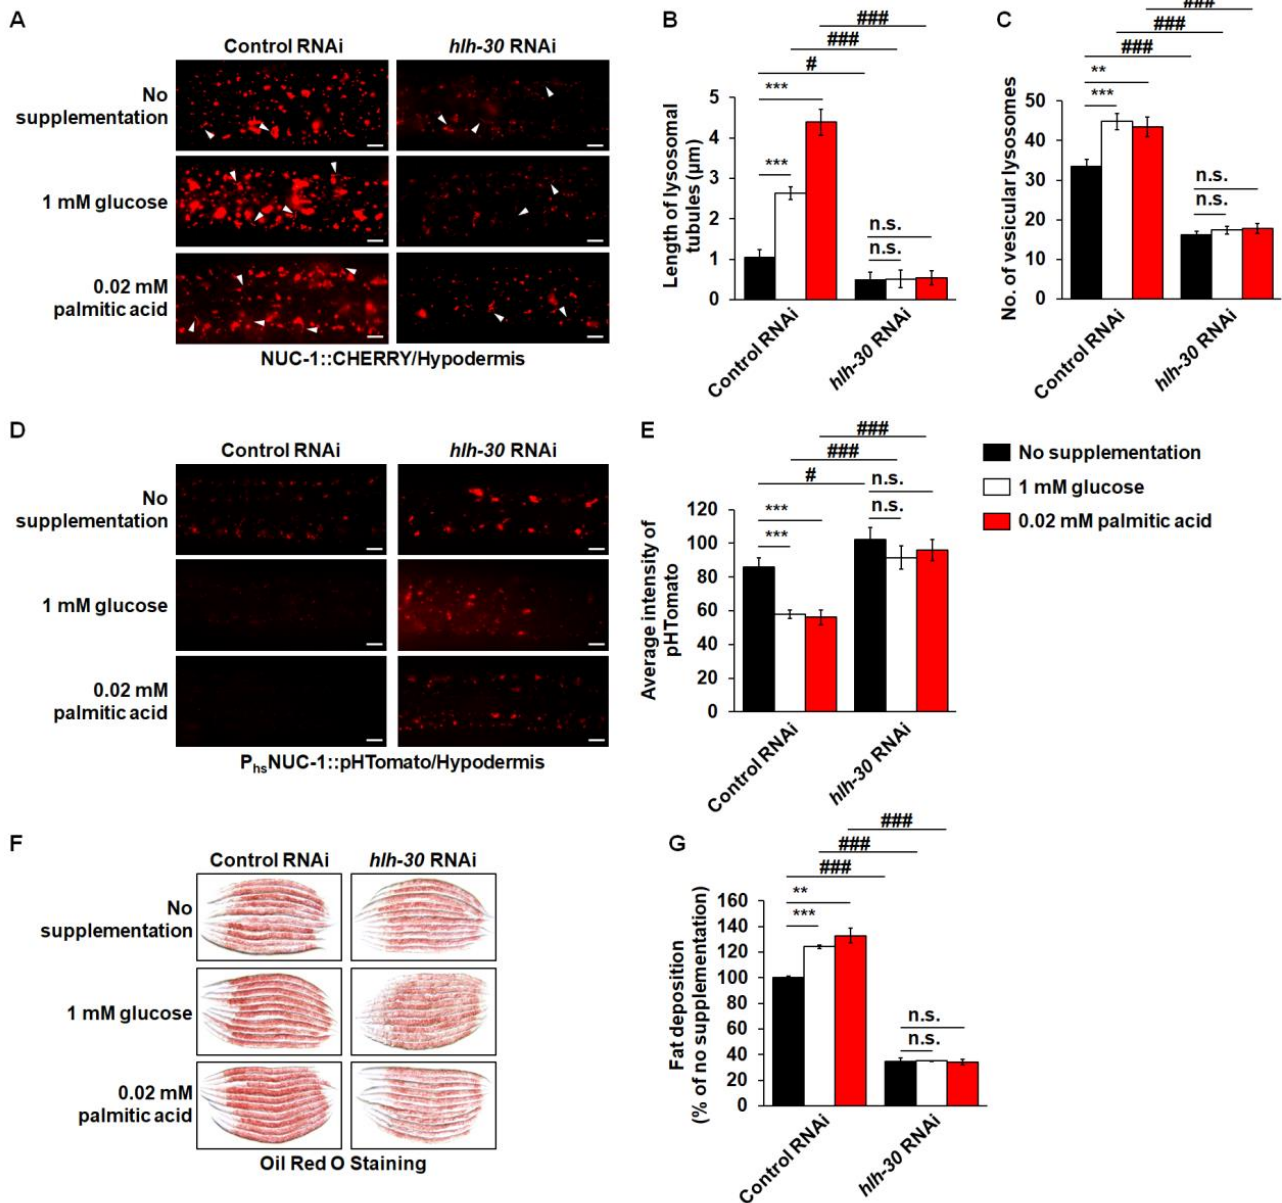 A
Control RNAi
hlh-30 RNAi
No
supplementation
1 mM glucose
0.02 mM
palmitic acid
NUC-1::CHERRY/Hypodermis
B
###
###
#
***
***
n.s.
n.s.
5
4
3
2
1
0
Length of lysosomal
tubules (µm)
Control RNAi
hlh-30 RNAi
C
###
###
###
**
***
n.s.
n.s.
50
40
30
20
10
0
No. of vesicular lysosomes
Control RNAi
hlh-30 RNAi
D
Control RNAi
hlh-30 RNAi
No
supplementation
1 mM glucose
0.02 mM
palmitic acid
PhsNUC-1::pHTomato/Hypodermis
E
###
###
#
n.s.
n.s.
***
***
120
100
80
60
40
20
0
Average intensity of
pHTomato
Control RNAi
hlh-30 RNAi
No supplementation
1 mM glucose
0.02 mM palmitic acid
F
Control RNAi
hlh-30 RNAi
No
supplementation
1 mM glucose
0.02 mM
palmitic acid
Oil Red O Staining
G
###
###
###
**
***
n.s.
n.s.
160
140
120
100
80
60
40
20
0
Fat deposition
(% of no supplementation)
Control RNAi
hlh-30 RNAi